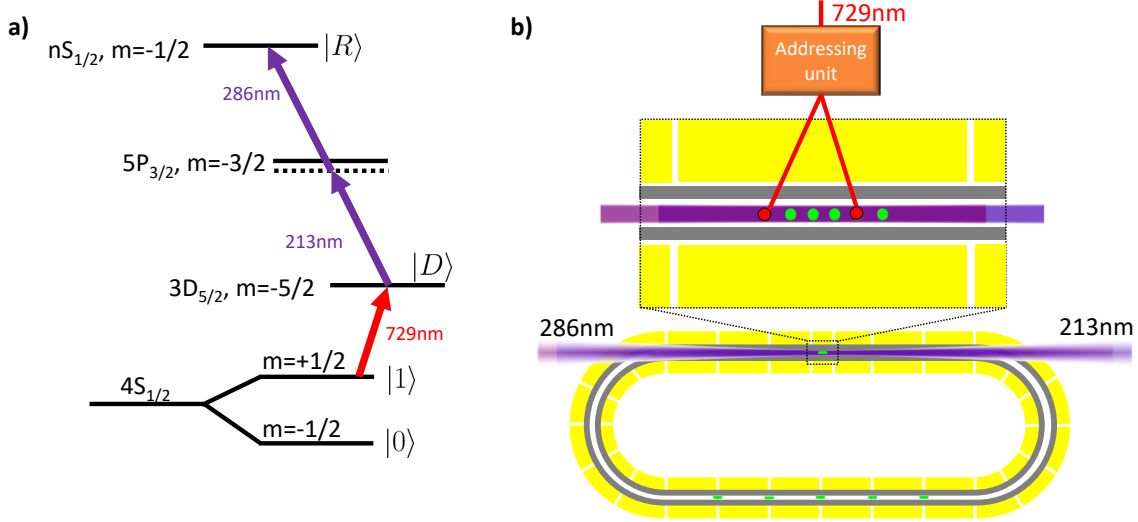 a)
nS1/2, m=-1/2
|R⟩
286nm
5P3/2, m=-3/2
213nm
|D⟩
3D5/2, m=-5/2
729nm
m=+1/2
4S1/2
|1⟩
m=-1/2
|0⟩
b)
729nm
Addressing
unit
286nm
213nm